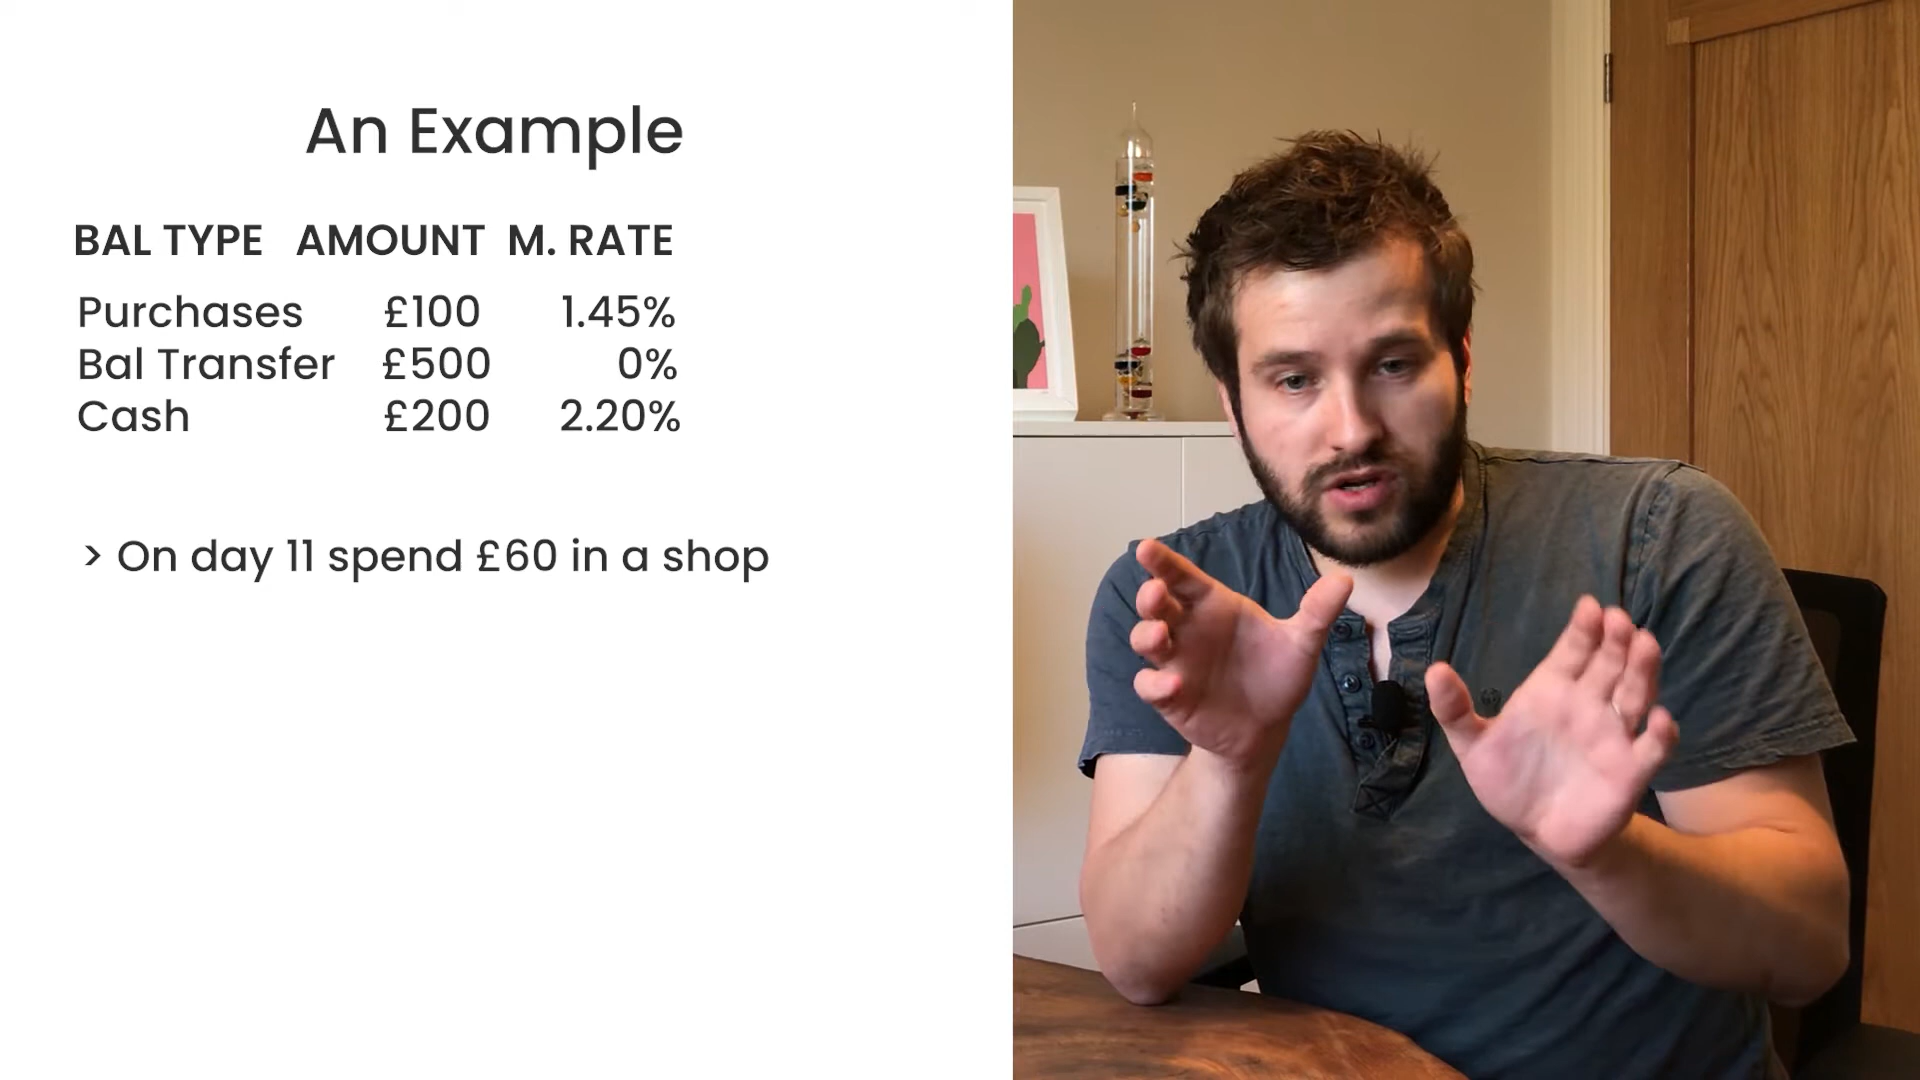 An Example
BAL TYPE AMOUNT M. RATE
Purchases £100 1.45%
Bal Transfer £500 0%
Cash £200 2.20%
> On day 11 spend £60 in a shop